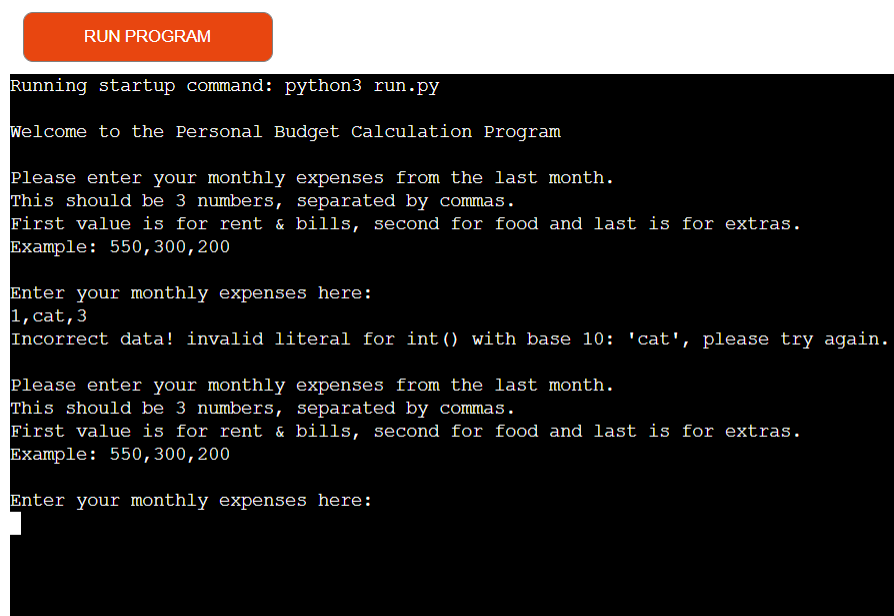 RUN PROGRAM
Running startup command: python3 run.py
Welcome to the Personal Budget Calculation Program
Please enter your monthly expenses from the last month.
This should be 3 numbers, separated by commas.
First value is for rent & bills, second for food and last is for extras.
Example: 550,300,200
Enter your monthly expenses here:
1,cat,3
Incorrect data! invalid literal for int() with base 10: 'cat', please try again.
Please enter your monthly expenses from the last month.
This should be 3 numbers, separated by commas.
First value is for rent & bills, second for food and last is for extras.
Example: 550,300,200
Enter your monthly expenses here: